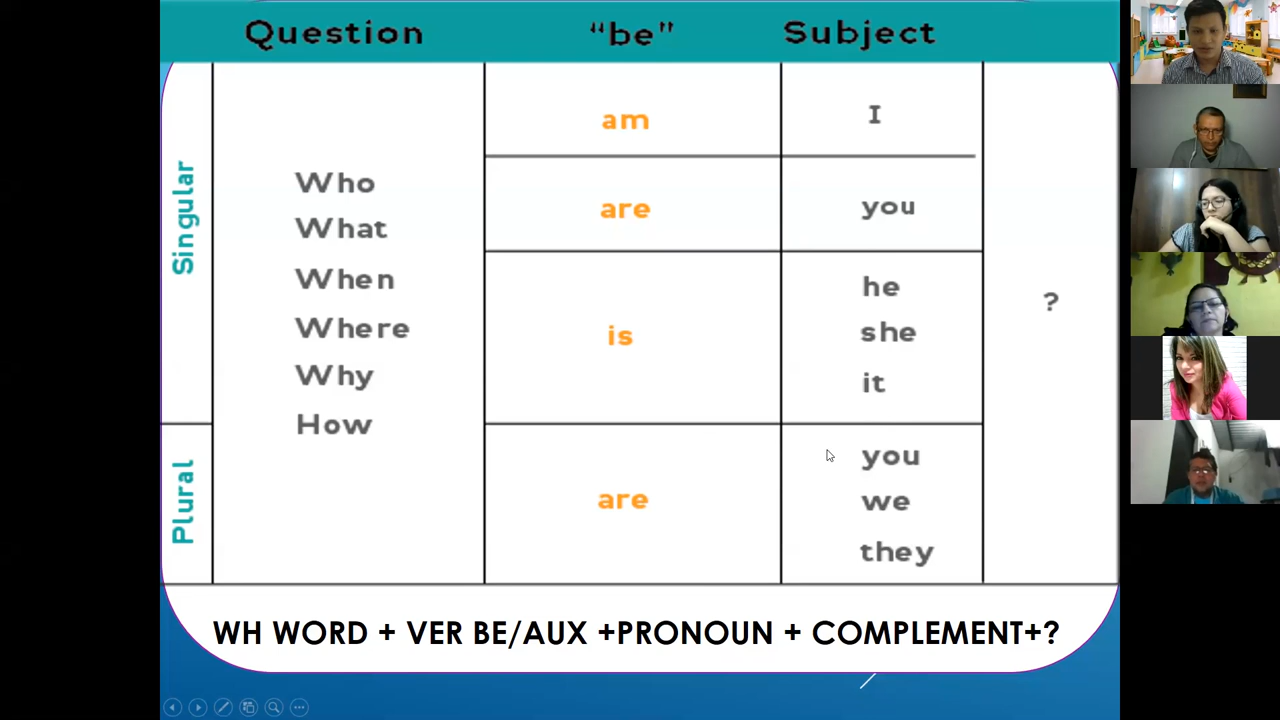 Question "be" Subject
Singular
am I
Who
are you
What
When
he
Where
is she
Why
it
How
Plural
you
are we
they
?
WH WORD + VER BE/AUX +PRONOUN + COMPLEMENT+?